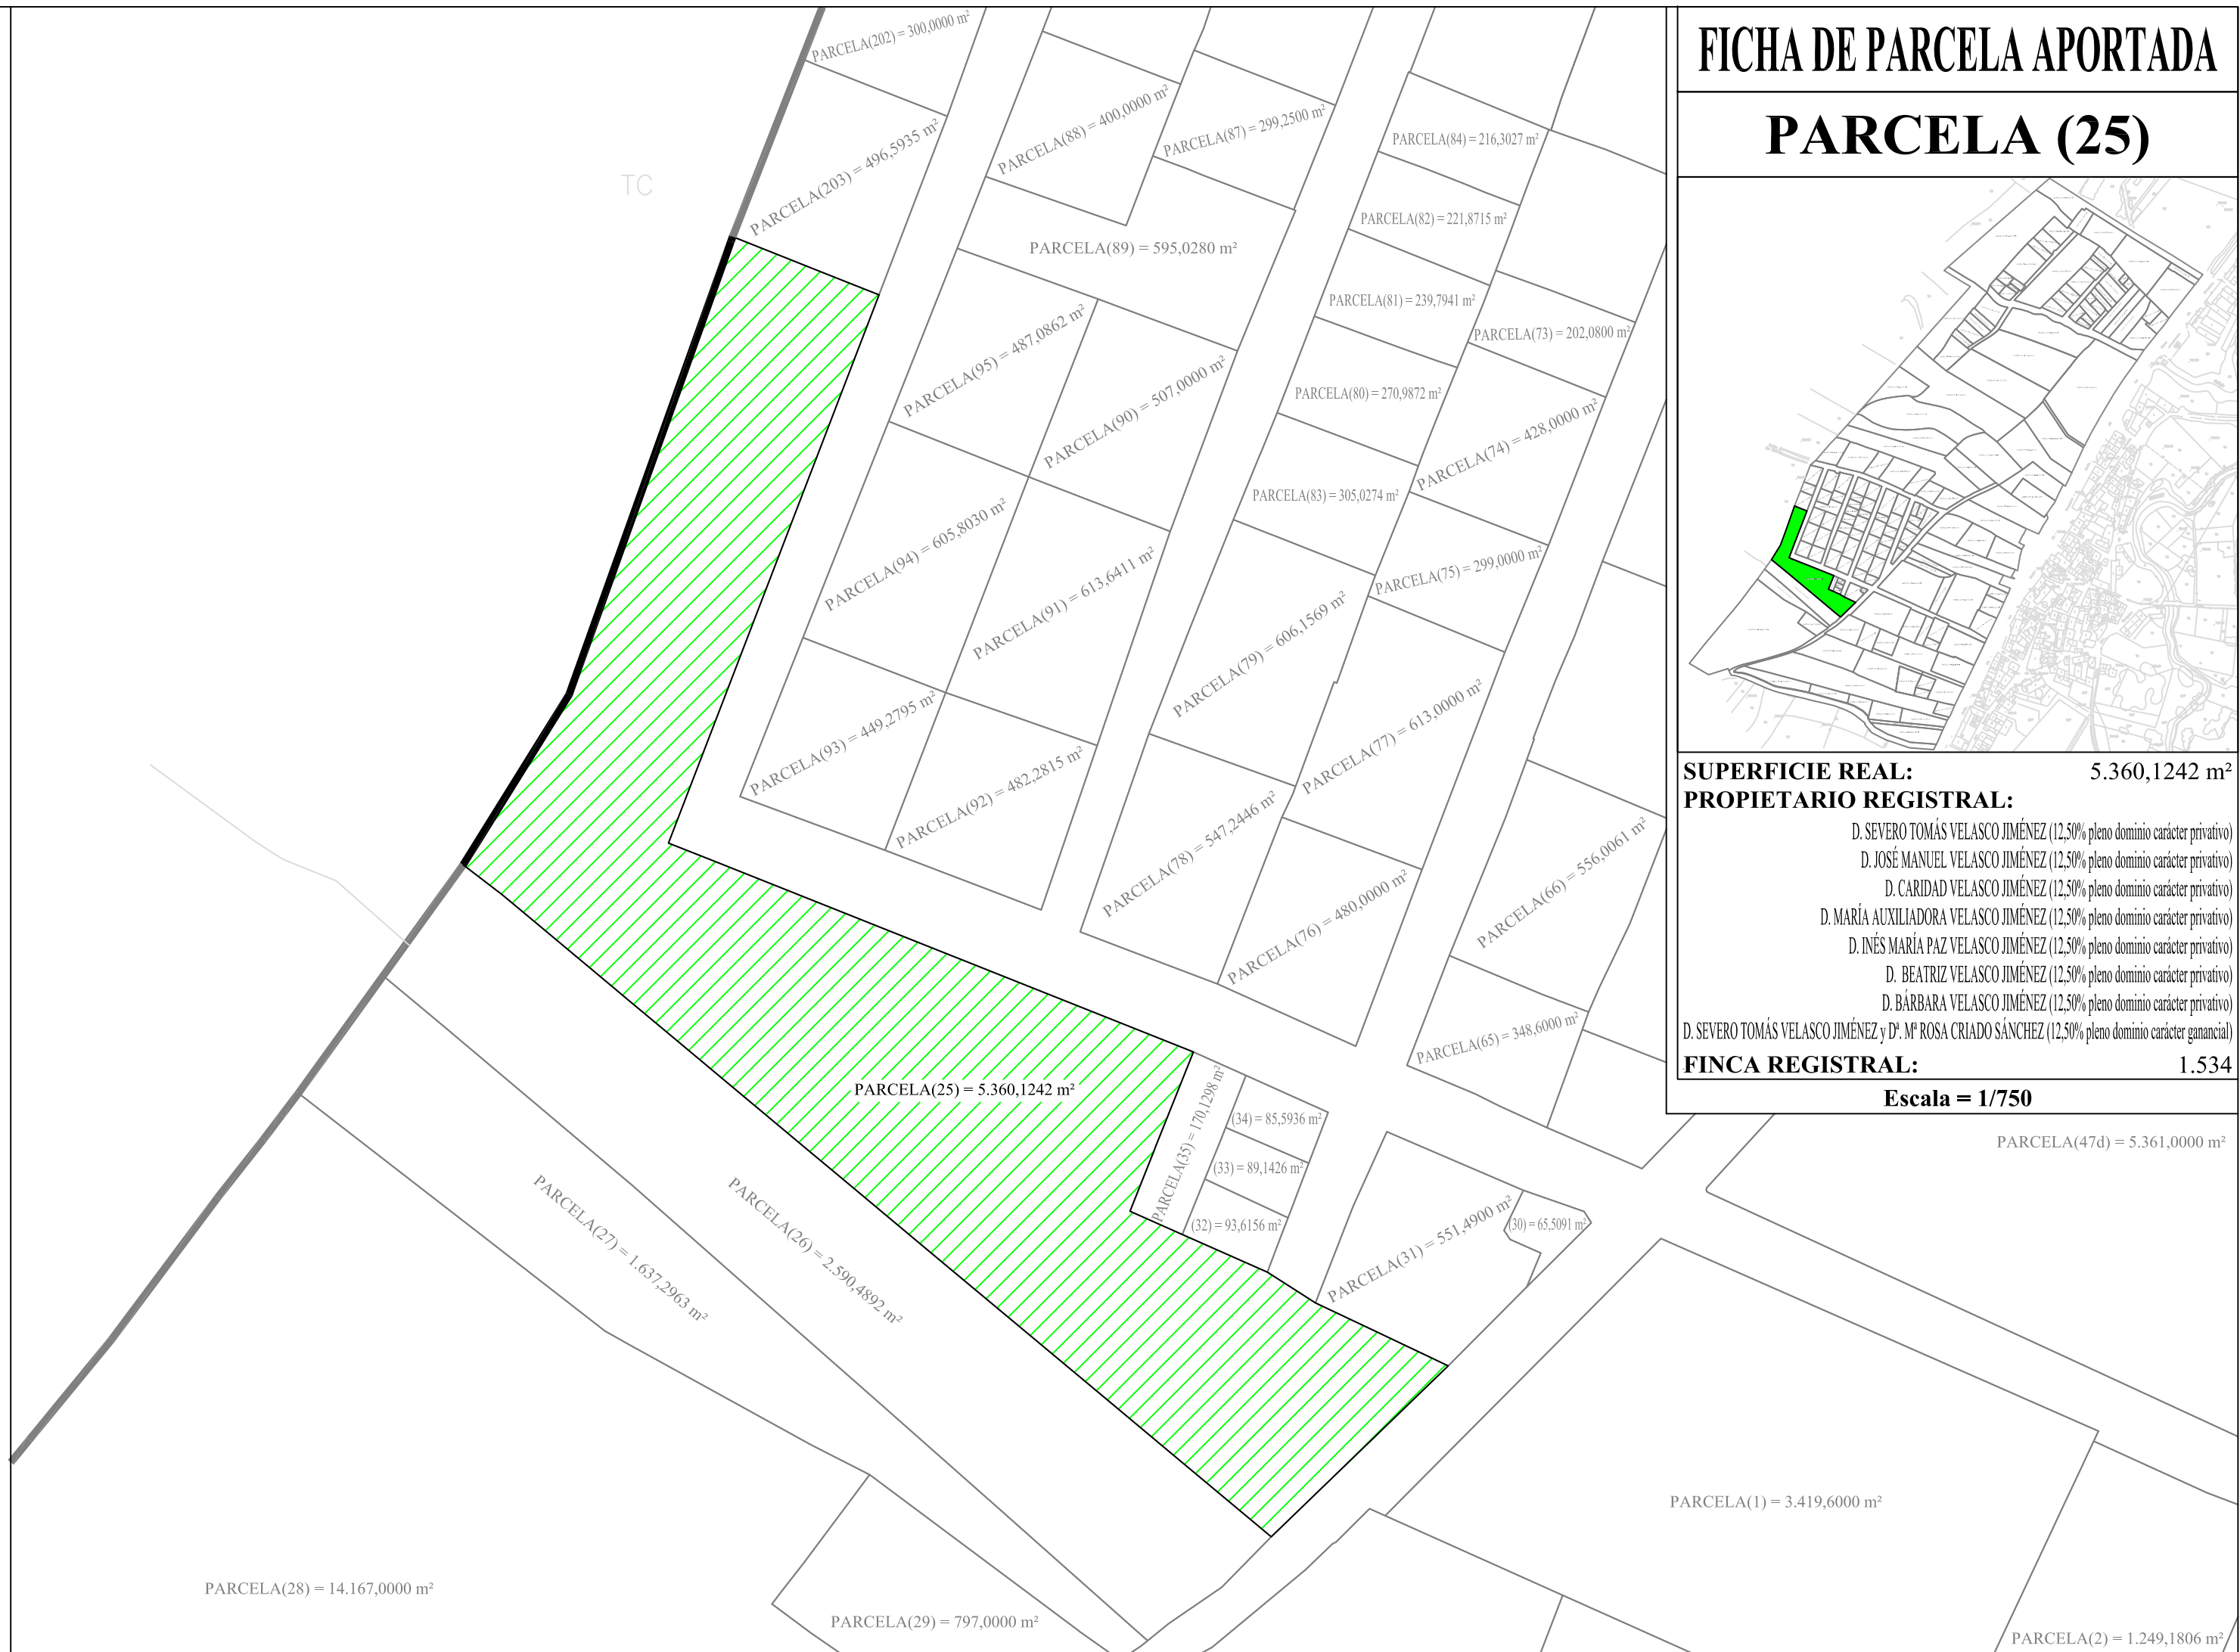 FICHA DE PARCELA APORTADA
PARCELA (25)
SUPERFICIE REAL: 5.360,1242 m²
PROPIETARIO REGISTRAL:
D. SEVERO TOMÁS VELASCO JIMÉNEZ (12,50% pleno dominio carácter privativo)
D. JOSÉ MANUEL VELASCO JIMÉNEZ (12,50% pleno dominio carácter privativo)
D. CARIDAD VELASCO JIMÉNEZ (12,50% pleno dominio carácter privativo)
D. MARÍA AUXILIADORA VELASCO JIMÉNEZ (12,50% pleno dominio carácter privativo)
D. INÉS MARÍA PAZ VELASCO JIMÉNEZ (12,50% pleno dominio carácter privativo)
D. BEATRIZ VELASCO JIMÉNEZ (12,50% pleno dominio carácter privativo)
D. BÁRBARA VELASCO JIMÉNEZ (12,50% pleno dominio carácter privativo)
D. SEVERO TOMÁS VELASCO JIMÉNEZ y Dª. Mª ROSA CRIADO SÁNCHEZ (12,50% pleno dominio carácter ganancial)
FINCA REGISTRAL: 1.534
Escala = 1/750
TC
PARCELA(202) = 300,0000 m²
PARCELA(203) = 496,5935 m²
PARCELA(88) = 400,0000 m²
PARCELA(87) = 299,2500 m²
PARCELA(89) = 595,0280 m²
PARCELA(84) = 216,3027 m²
PARCELA(82) = 221,8715 m²
PARCELA(81) = 239,7941 m²
PARCELA(73) = 202,0800 m²
PARCELA(80) = 270,9872 m²
PARCELA(74) = 428,0000 m²
PARCELA(83) = 305,0274 m²
PARCELA(75) = 299,0000 m²
PARCELA(95) = 487,0862 m²
PARCELA(90) = 507,0000 m²
PARCELA(94) = 605,8030 m²
PARCELA(91) = 613,6411 m²
PARCELA(79) = 606,1569 m²
PARCELA(77) = 613,0000 m²
PARCELA(93) = 449,2795 m²
PARCELA(92) = 482,2815 m²
PARCELA(78) = 547,2446 m²
PARCELA(76) = 480,0000 m²
PARCELA(66) = 556,0061 m²
PARCELA(65) = 348,6000 m²
PARCELA(25) = 5.360,1242 m²
PARCELA(35) = 170,1298 m²
(34) = 85,5936 m²
(33) = 89,1426 m²
(32) = 93,6156 m²
PARCELA(31) = 551,4900 m²
(30) = 65,5091 m²
PARCELA(47d) = 5.361,0000 m²
PARCELA(27) = 1.637,2963 m²
PARCELA(26) = 2.590,4892 m²
PARCELA(1) = 3.419,6000 m²
PARCELA(28) = 14.167,0000 m²
PARCELA(29) = 797,0000 m²
PARCELA(2) = 1.249,1806 m²